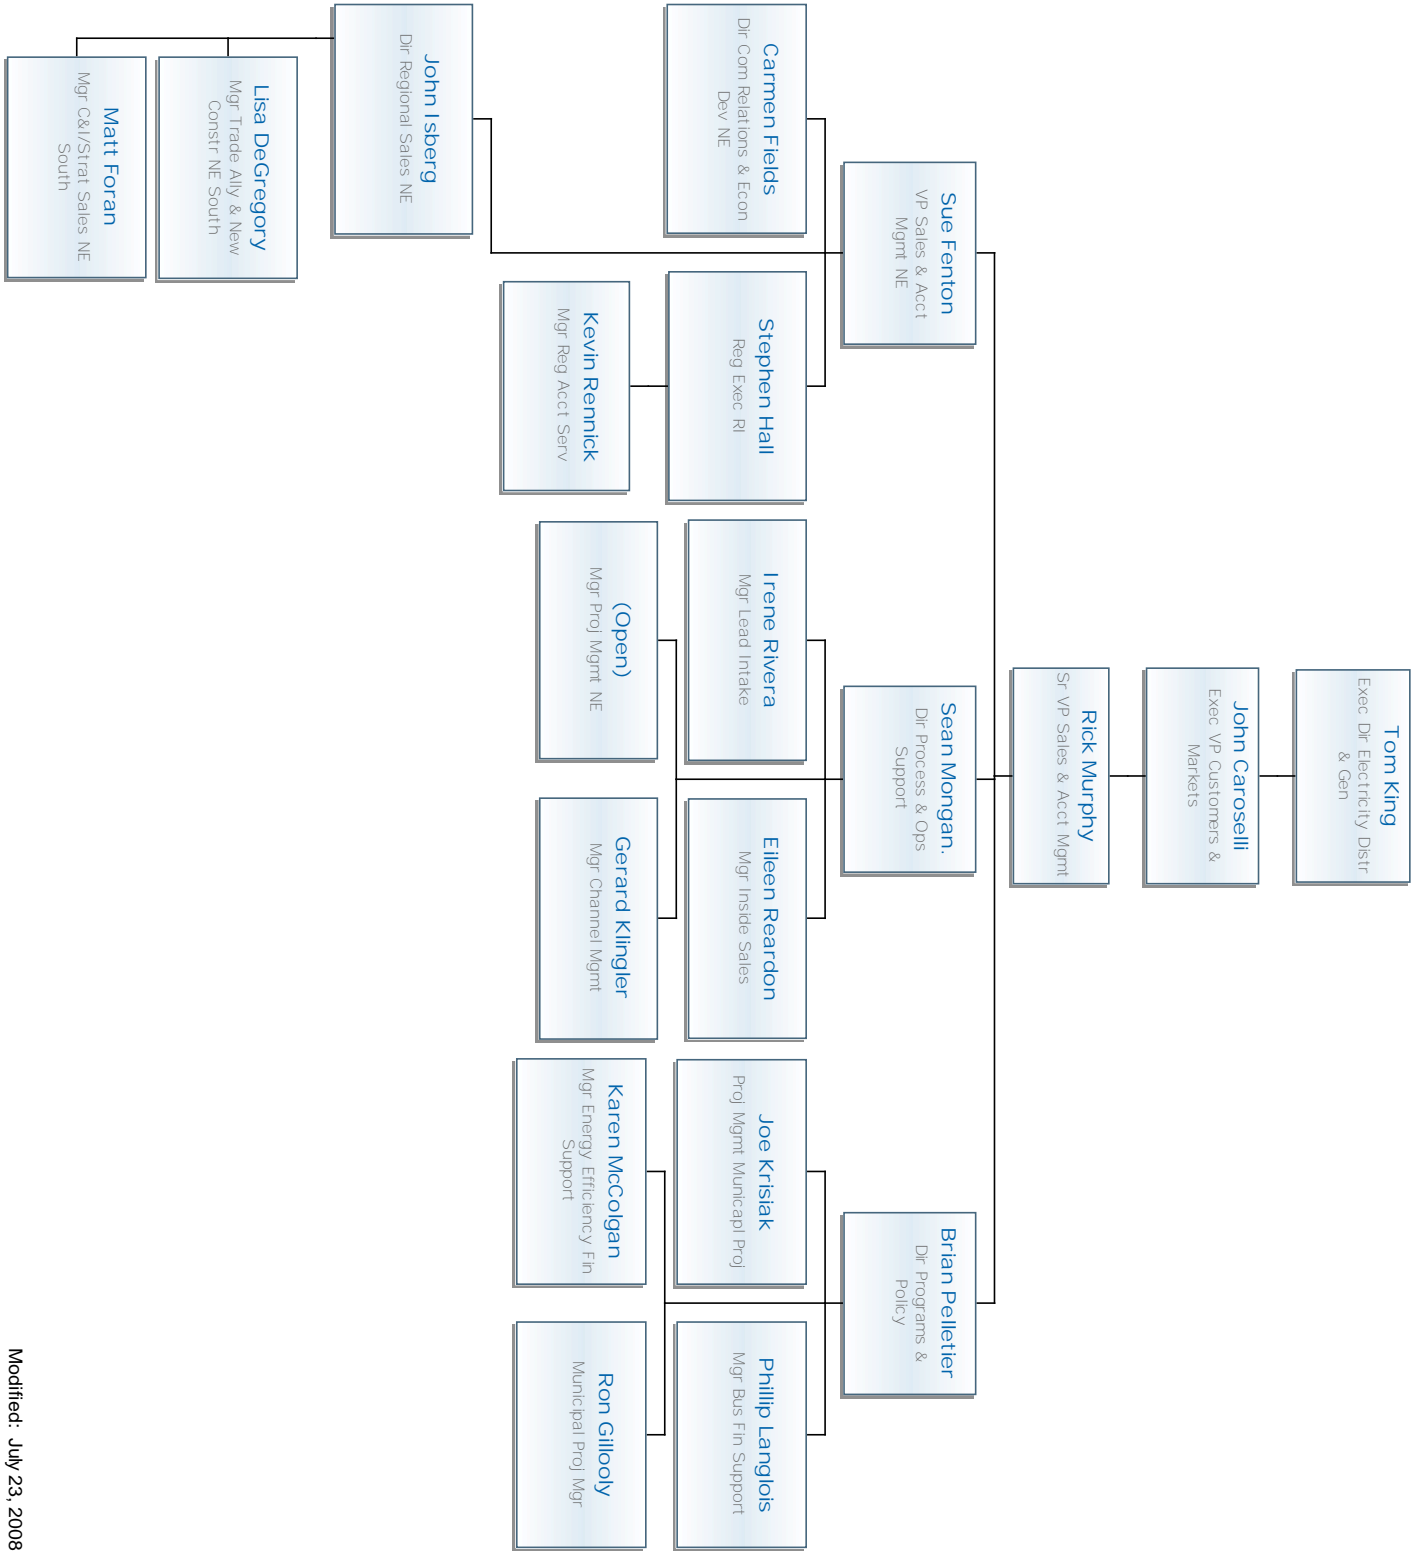 Tom King
Exec Dir Electricity Distr
& Gen
John Caroselli
Exec VP Customers &
Markets
Rick Murphy
Sr VP Sales & Acct Mgmt
Sue Fenton
VP Sales & Acct
Mgmt NE
Sean Mongan.
Dir Process & Ops
Support
Brian Pelletier
Dir Programs &
Policy
Carmen Fields
Dir Com Relations & Econ
Dev NE
Stephen Hall
Reg Exec RI
Irene Rivera
Mgr Lead Intake
Eileen Reardon
Mgr Inside Sales
Joe Krisiak
Proj Mgmt Municapl Proj
Phillip Langlois
Mgr Bus Fin Support
Kevin Rennick
Mgr Reg Acct Serv
(Open)
Mgr Proj Mgmt NE
Gerard Klingler
Mgr Channel Mgmt
Karen McColgan
Mgr Energy Efficiency Fin
Support
Ron Gillooly
Municipal Proj Mgr
John Isberg
Dir Regional Sales NE
Lisa DeGregory
Mgr Trade Ally & New
Constr NE South
Matt Foran
Mgr C&I/Strat Sales NE
South
Modified: July 23, 2008